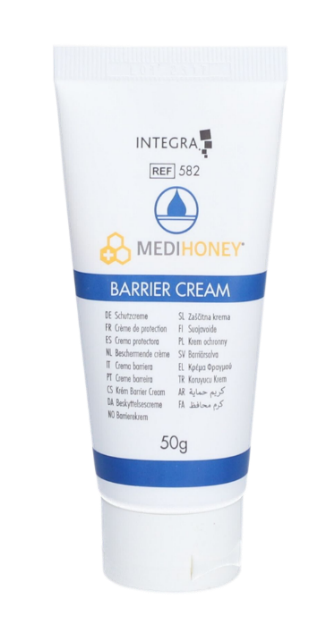 INTEGRA
REF 582
MEDIHONEY™
BARRIER CREAM
DE Schutzcreme
FR Crème de protection
ES Crema protectora
NL Beschermende crème
IT Crema barriera
PT Creme barreira
CS Krém Barrier Cream
DA Beskyttelsescreme
NO Barrierekrem
SL Zaščitna krema
FI Suojavoide
PL Krem ochronny
SV Barriärsalva
EL Κρέμα Φραγμού
TR Koruyucu Krem
AR كريم حماية
FA كرم محافظ
50g